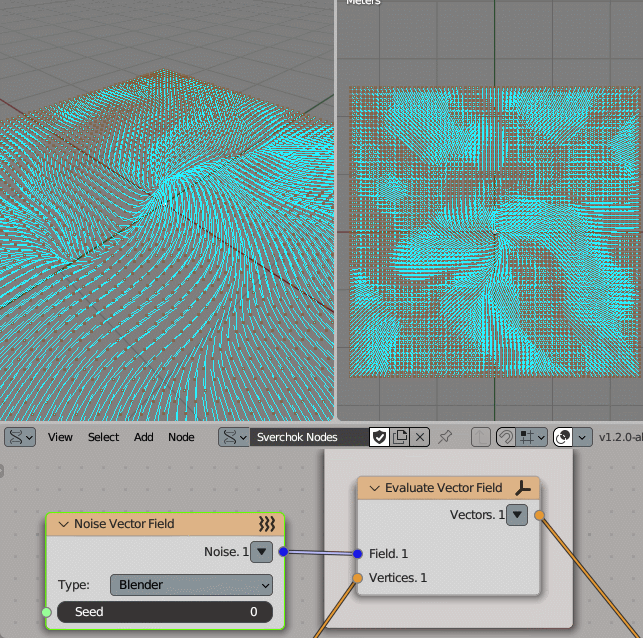 Meters
View Select Add Node Sverchok Nodes v1.2.0-al
Evaluate Vector Field
Vectors. 1
Noise Vector Field
Noise. 1
Field. 1
Vertices. 1
Type: Blender
Seed 0